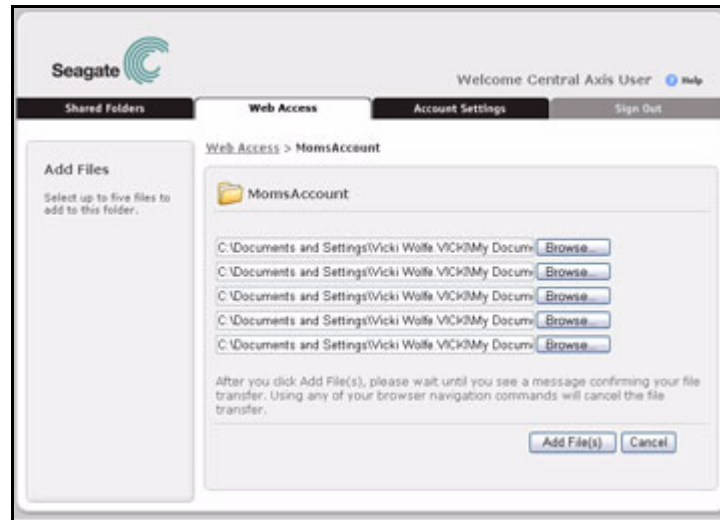 Seagate
Welcome Central Axis User
Help
Shared Folders
Web Access
Account Settings
Sign Out
Web Access > MomsAccount
Add Files
Select up to five files to
add to this folder.
MomsAccount
C:\Documents and Settings\Vicki Wolfe.VICKI\My Docum Browse...
C:\Documents and Settings\Vicki Wolfe.VICKI\My Docum Browse...
C:\Documents and Settings\Vicki Wolfe.VICKI\My Docum Browse...
C:\Documents and Settings\Vicki Wolfe.VICKI\My Docum Browse...
C:\Documents and Settings\Vicki Wolfe.VICKI\My Docum Browse...
After you click Add File(s), please wait until you see a message confirming your file
transfer. Using any of your browser navigation commands will cancel the file
transfer.
Add File(s) Cancel